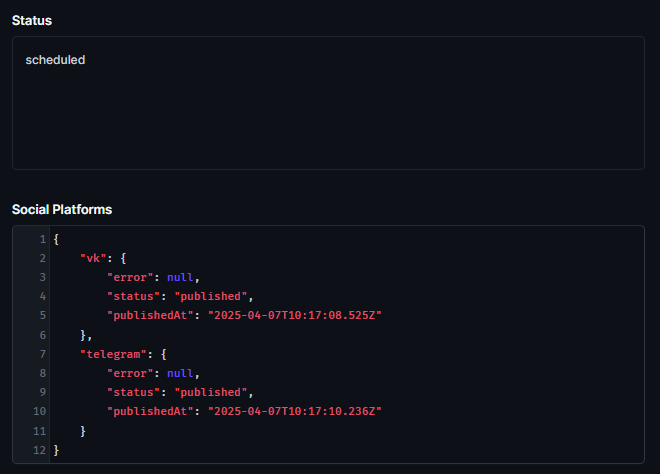 Status
scheduled
Social Platforms
1 {
2     "vk": {
3         "error": null,
4         "status": "published",
5         "publishedAt": "2025-04-07T10:17:08.525Z"
6     },
7     "telegram": {
8         "error": null,
9         "status": "published",
10         "publishedAt": "2025-04-07T10:17:10.236Z"
11     }
12 }